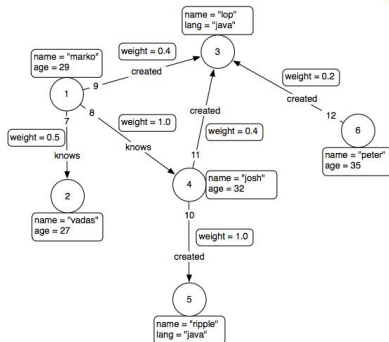 name = "lop"
lang = "java"
name = "marko"
age = 29
weight = 0.4
3
weight = 0.2
1
9
created
created
7
8
weight = 1.0
created
12
6
weight = 0.5
weight = 0.4
knows
knows
11
name = "peter"
age = 35
2
4
name = "josh"
age = 32
name = "vadas"
age = 27
10
weight = 1.0
created
5
name = "ripple"
lang = "java"